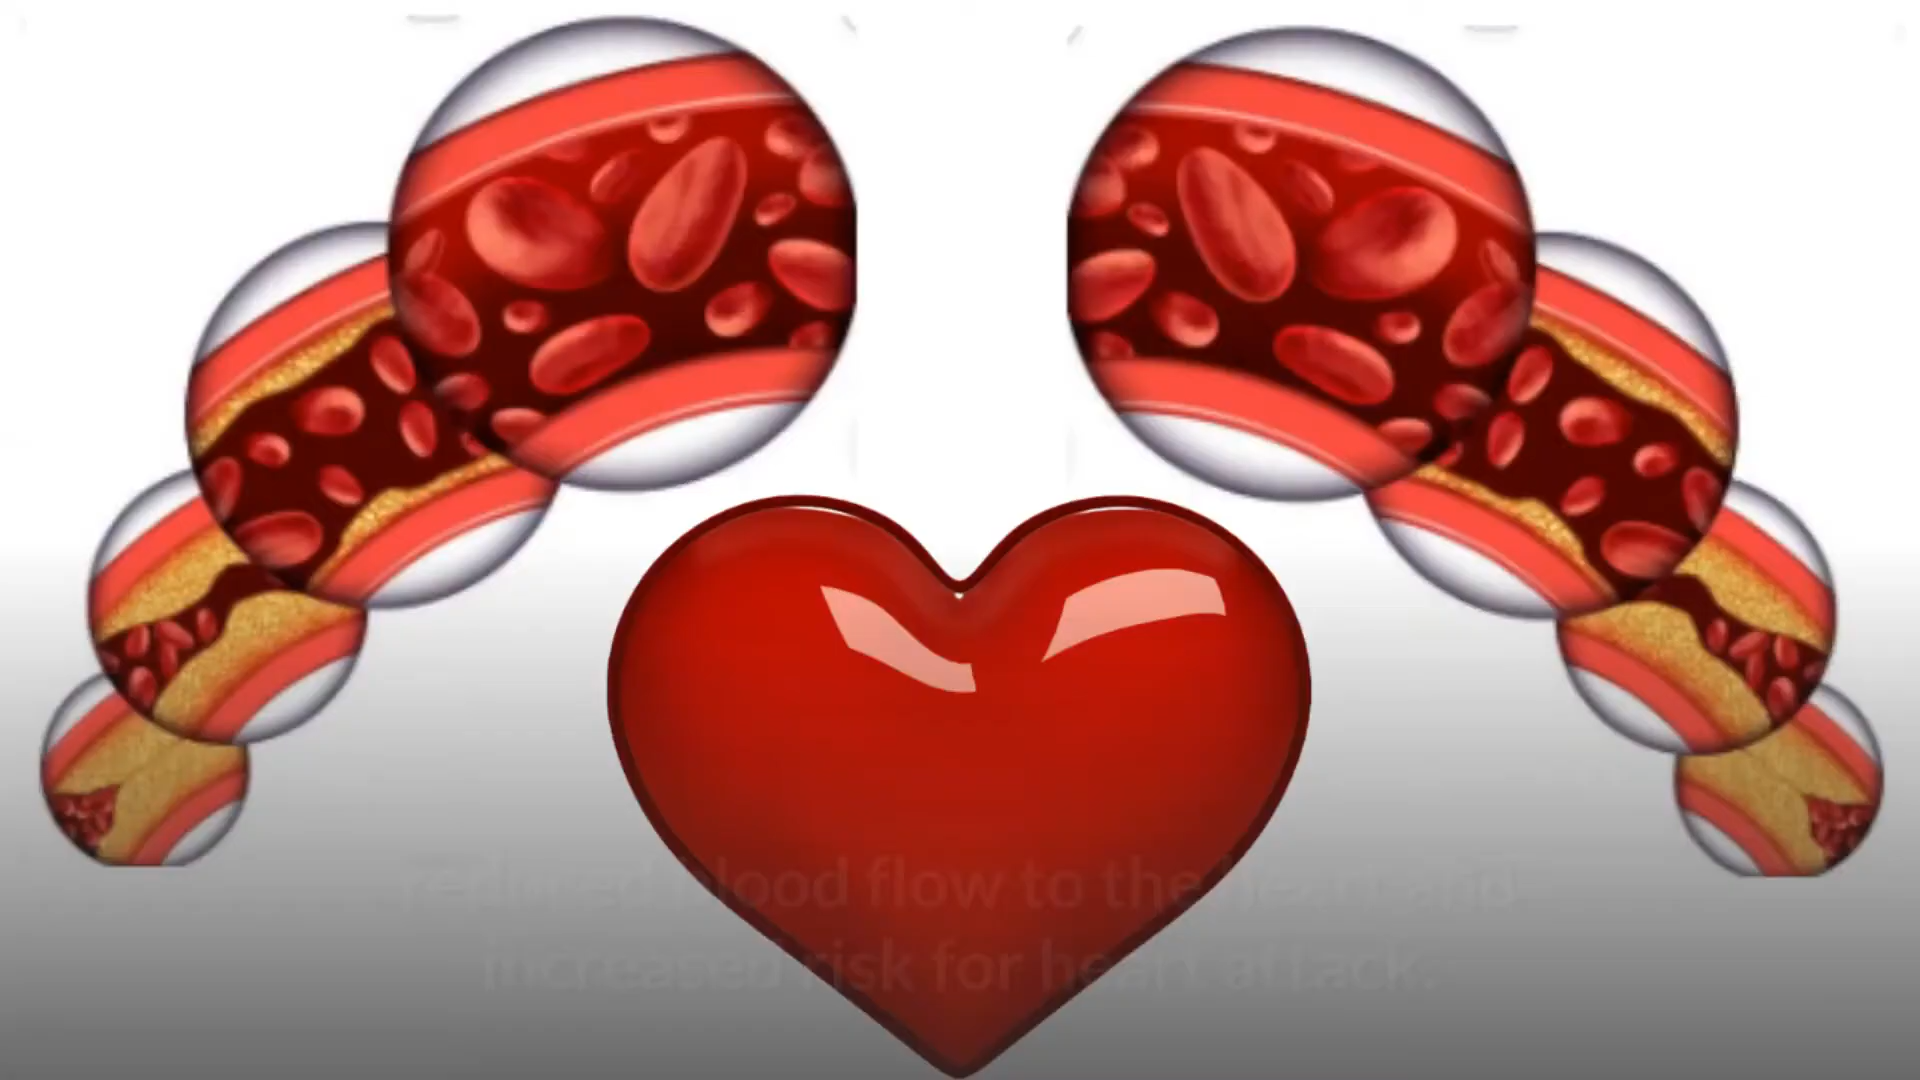 reduced blood flow to the heart and
increased risk for heart attack.